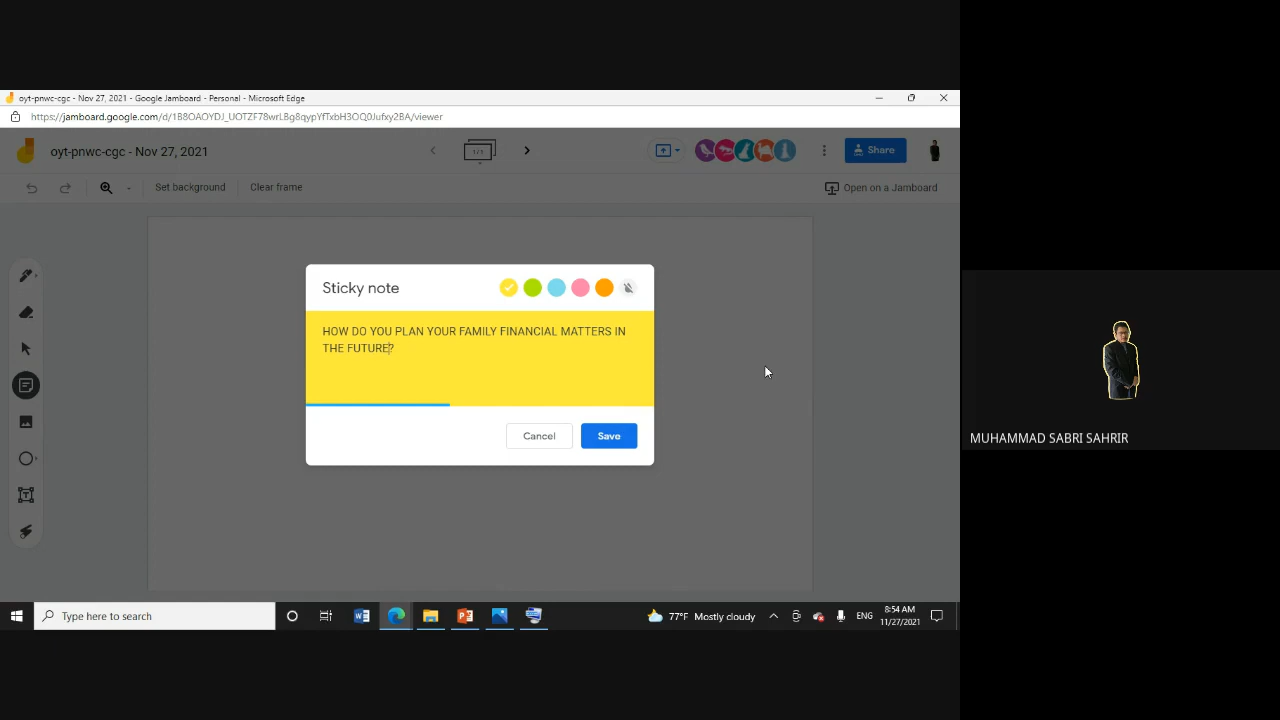 oyt-pnwc-cgc - Nov 27, 2021 - Google Jamboard - Personal - Microsoft Edge
oyt-pnwc-cgc - Nov 27, 2021
1 / 1
Share
Set background
Clear frame
Open on a Jamboard
Sticky note
HOW DO YOU PLAN YOUR FAMILY FINANCIAL MATTERS IN
THE FUTURE?
Cancel
Save
MUHAMMAD SABRI SAHRIR
Type here to search
77°F Mostly cloudy
ENG
8:54 AM
11/27/2021